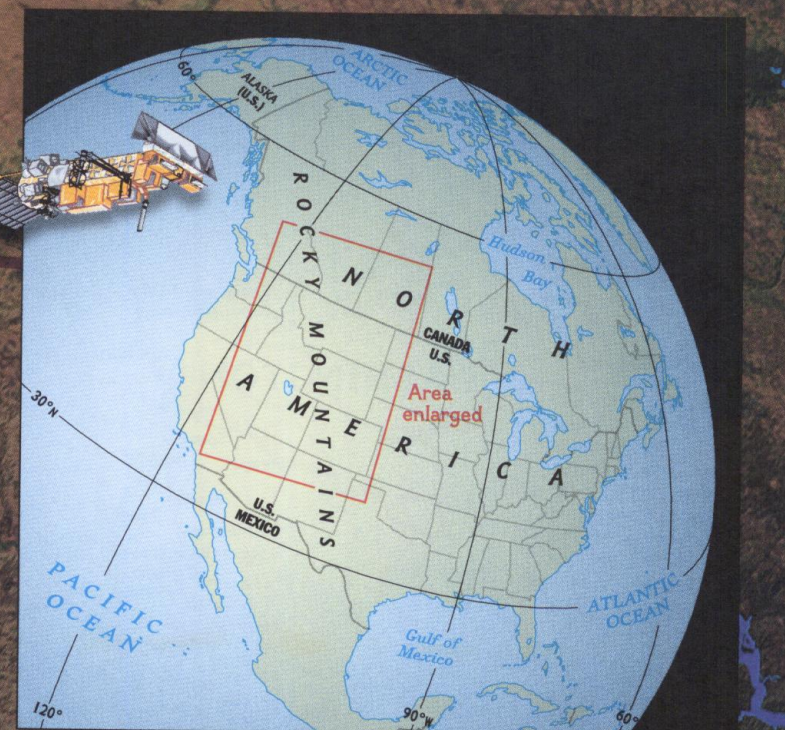 ARCTIC
OCEAN
60°
ALASKA
(U.S.)
ROCKY MOUNTAINS
Hudson
Bay
NORTH
AMERICA
CANADA
U.S.
Area
enlarged
30°N
U.S.
MEXICO
PACIFIC
OCEAN
ATLANTIC
OCEAN
Gulf of
Mexico
120°
90°W
60°